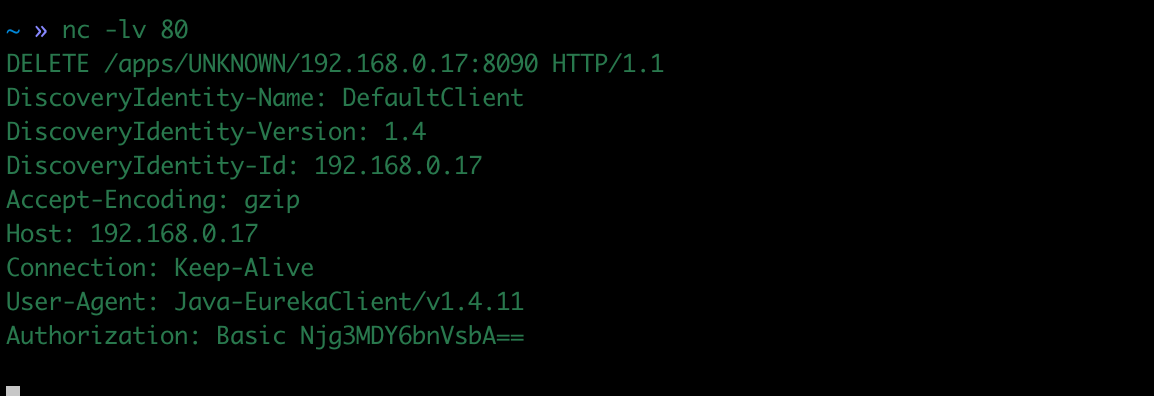 ~ » nc -lv 80
DELETE /apps/UNKNOWN/192.168.0.17:8090 HTTP/1.1
DiscoveryIdentity-Name: DefaultClient
DiscoveryIdentity-Version: 1.4
DiscoveryIdentity-Id: 192.168.0.17
Accept-Encoding: gzip
Host: 192.168.0.17
Connection: Keep-Alive
User-Agent: Java-EurekaClient/v1.4.11
Authorization: Basic Njg3MDY6bnVsbA==